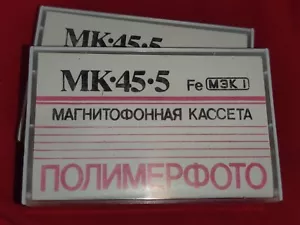 МК·45·5
МК·45·5
Fe МЭК I
МАГНИТОФОННАЯ КАССЕТА
ПОЛИМЕРФОТО